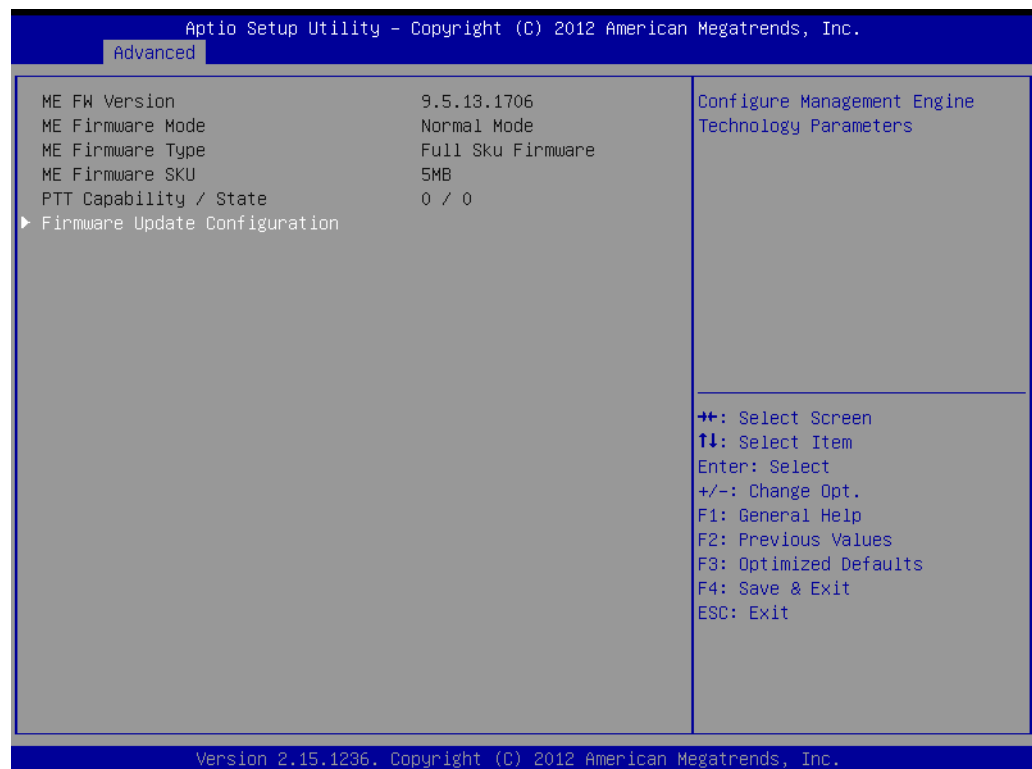 Aptio Setup Utility – Copyright (C) 2012 American Megatrends, Inc.
Advanced
ME FW Version 9.5.13.1706
ME Firmware Mode Normal Mode
ME Firmware Type Full Sku Firmware
ME Firmware SKU 5MB
PTT Capability / State 0 / 0
▶ Firmware Update Configuration
Configure Management Engine
Technology Parameters
→←: Select Screen
↑↓: Select Item
Enter: Select
+/-: Change Opt.
F1: General Help
F2: Previous Values
F3: Optimized Defaults
F4: Save & Exit
ESC: Exit
Version 2.15.1236. Copyright (C) 2012 American Megatrends, Inc.